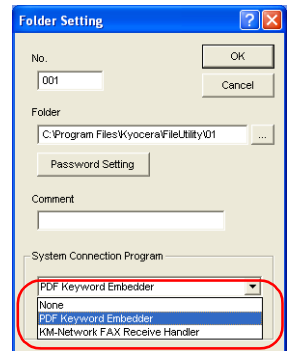 Folder Setting
No.
OK
001
Cancel
Folder
C:\Program Files\Kyocera\FileUtility\01
...
Password Setting
Comment
System Connection Program
PDF Keyword Embedder
None
PDF Keyword Embedder
KM-Network FAX Receive Handler